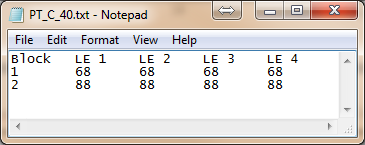 PT_C_40.txt - Notepad
File Edit Format View Help
Block LE 1 LE 2 LE 3 LE 4
1 68 68 68 68
2 88 88 88 88